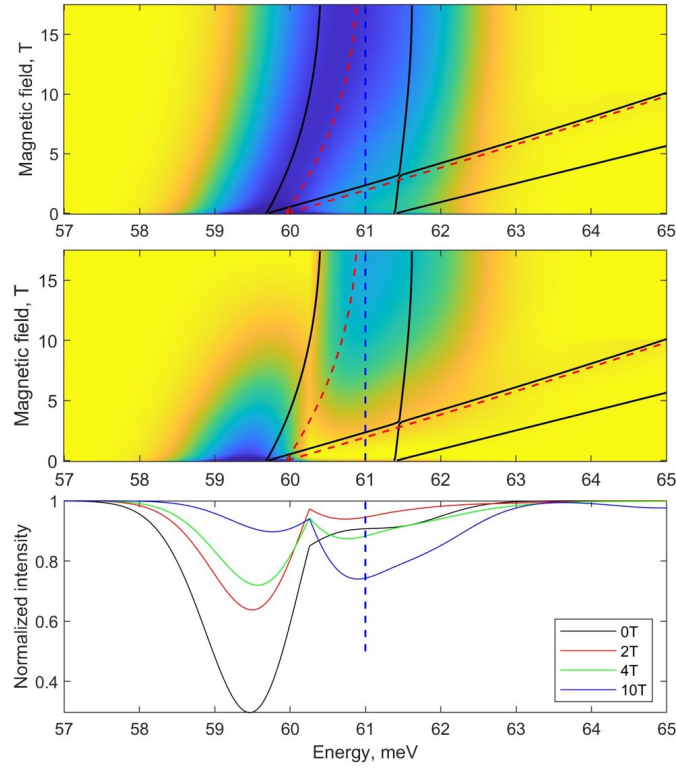 15
10
5
0
Magnetic field, T
57 58 59 60 61 62 63 64 65
15
10
5
0
Magnetic field, T
57 58 59 60 61 62 63 64 65
1
0.8
0.6
0.4
Normalized intensity
0T
2T
4T
10T
57 58 59 60 61 62 63 64 65
Energy, meV